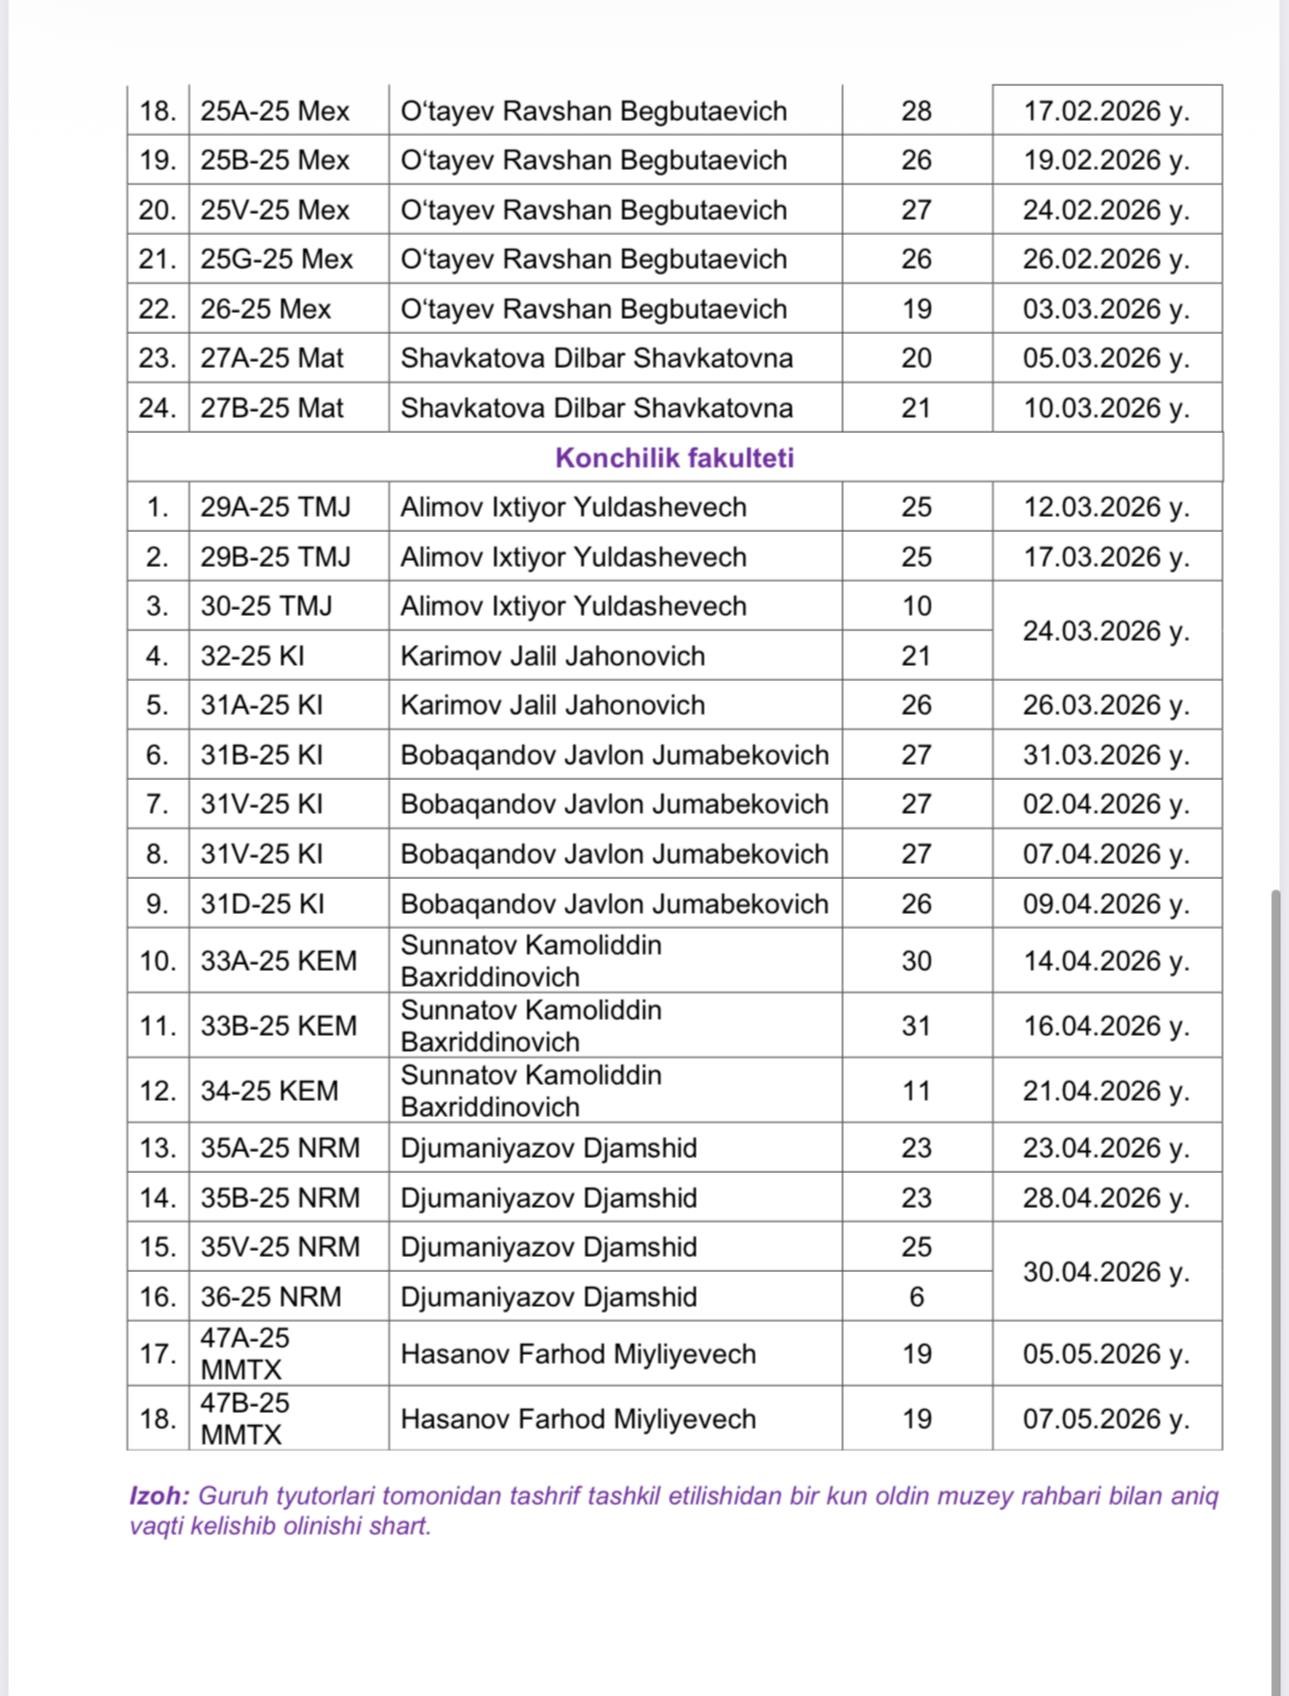 18. 25A-25 Mex O‘tayev Ravshan Begbutaevich 28 17.02.2026 y.
19. 25B-25 Mex O‘tayev Ravshan Begbutaevich 26 19.02.2026 y.
20. 25V-25 Mex O‘tayev Ravshan Begbutaevich 27 24.02.2026 y.
21. 25G-25 Mex O‘tayev Ravshan Begbutaevich 26 26.02.2026 y.
22. 26-25 Mex O‘tayev Ravshan Begbutaevich 19 03.03.2026 y.
23. 27A-25 Mat Shavkatova Dilbar Shavkatovna 20 05.03.2026 y.
24. 27B-25 Mat Shavkatova Dilbar Shavkatovna 21 10.03.2026 y.
Konchilik fakulteti
1. 29A-25 TMJ Alimov Ixtiyor Yuldashevech 25 12.03.2026 y.
2. 29B-25 TMJ Alimov Ixtiyor Yuldashevech 25 17.03.2026 y.
3. 30-25 TMJ Alimov Ixtiyor Yuldashevech 10
24.03.2026 y.
4. 32-25 KI Karimov Jalil Jahonovich 21
5. 31A-25 KI Karimov Jalil Jahonovich 26 26.03.2026 y.
6. 31B-25 KI Bobaqandov Javlon Jumabekovich 27 31.03.2026 y.
7. 31V-25 KI Bobaqandov Javlon Jumabekovich 27 02.04.2026 y.
8. 31V-25 KI Bobaqandov Javlon Jumabekovich 27 07.04.2026 y.
9. 31D-25 KI Bobaqandov Javlon Jumabekovich 26 09.04.2026 y.
10. 33A-25 KEM Sunnatov Kamoliddin
Baxriddinovich 30 14.04.2026 y.
11. 33B-25 KEM Sunnatov Kamoliddin
Baxriddinovich 31 16.04.2026 y.
12. 34-25 KEM Sunnatov Kamoliddin
Baxriddinovich 11 21.04.2026 y.
13. 35A-25 NRM Djumaniyazov Djamshid 23 23.04.2026 y.
14. 35B-25 NRM Djumaniyazov Djamshid 23 28.04.2026 y.
15. 35V-25 NRM Djumaniyazov Djamshid 25
30.04.2026 y.
16. 36-25 NRM Djumaniyazov Djamshid 6
17. 47A-25
MMTX Hasanov Farhod Miyliyevech 19 05.05.2026 y.
18. 47B-25
MMTX Hasanov Farhod Miyliyevech 19 07.05.2026 y.
Izoh: Guruh tyutorlari tomonidan tashrif tashkil etilishidan bir kun oldin muzey rahbari bilan aniq
vaqti kelishib olinishi shart.